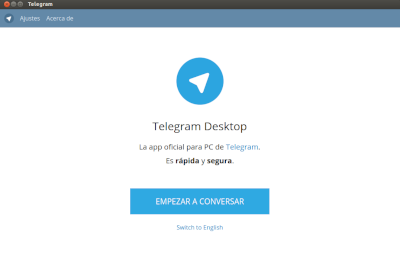 Telegram
Ajustes Acerca de
Telegram Desktop
La app oficial para PC de Telegram.
Es rápida y segura.
EMPEZAR A CONVERSAR
Switch to English